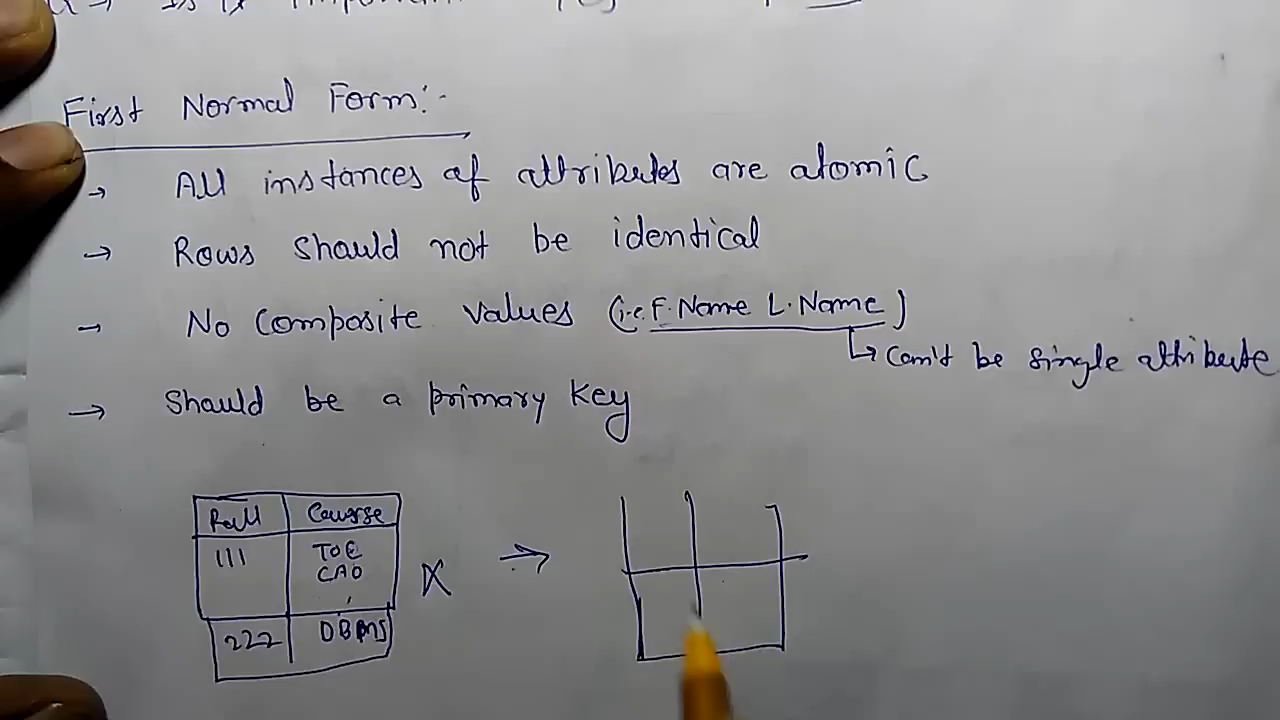 First Normal Form:-
→ All instances of attributes are atomic
→ Rows Should not be identical
- No Composite values (i.e F.Name L.Name)
↳ Can't be Single attribute
→ Should be a primary Key
Roll Course
111 TOC
CAO
X →
222 DBMS